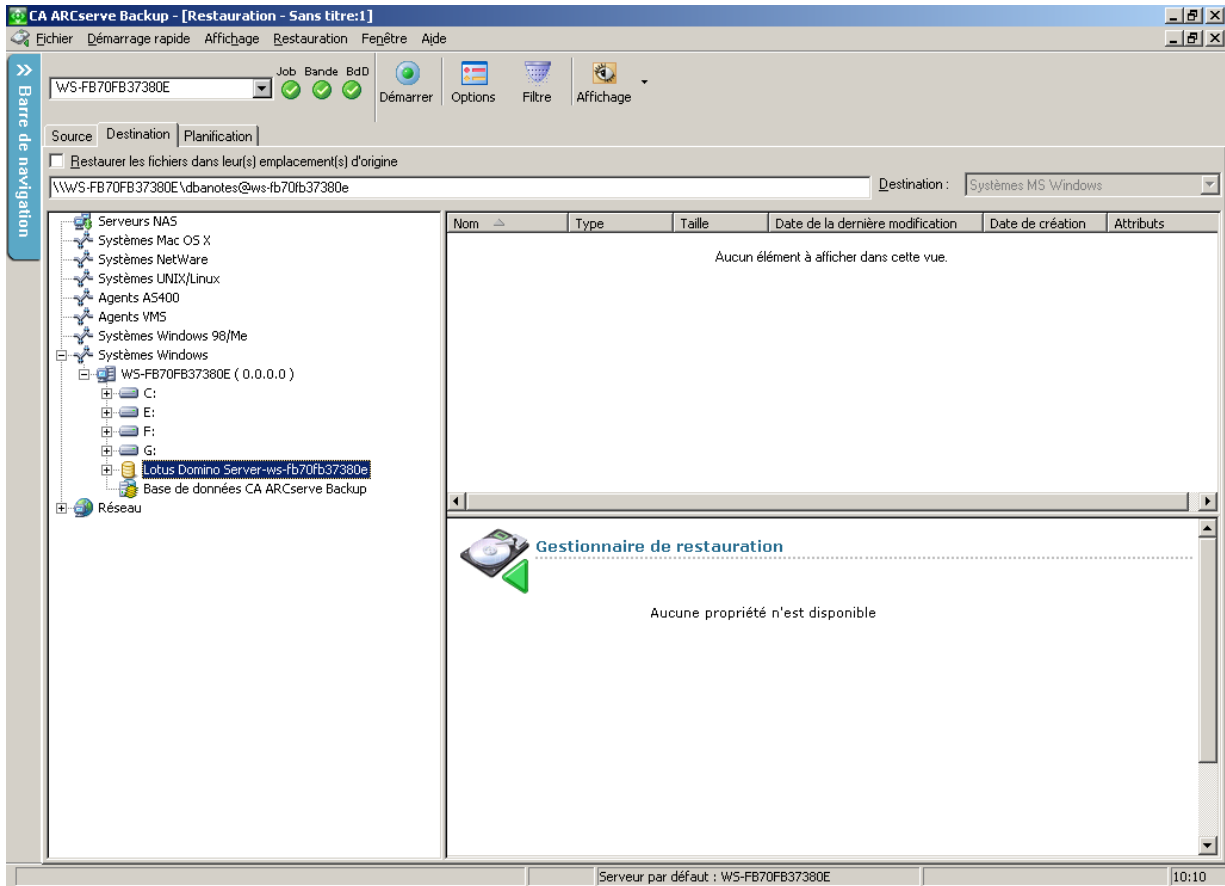 CA ARCserve Backup - [Restauration - Sans titre:1]
Fichier Démarrage rapide Affichage Restauration Fenêtre Aide
Barre de navigation
WS-FB70FB37380E
Job Bande BdD
Démarrer Options Filtre Affichage
Source Destination Planification
Restaurer les fichiers dans leur(s) emplacement(s) d'origine
\\WS-FB70FB37380E\dbanotes@ws-fb70fb37380e
Destination : Systèmes MS Windows
Serveurs NAS
Systèmes Mac OS X
Systèmes NetWare
Systèmes UNIX/Linux
Agents AS400
Agents VMS
Systèmes Windows 98/Me
Systèmes Windows
WS-FB70FB37380E ( 0.0.0.0 )
C:
E:
F:
G:
Lotus Domino Server-ws-fb70fb37380e
Base de données CA ARCserve Backup
Réseau
Nom Type Taille Date de la dernière modification Date de création Attributs
Aucun élément à afficher dans cette vue.
Gestionnaire de restauration
Aucune propriété n'est disponible
Serveur par défaut : WS-FB70FB37380E
10:10